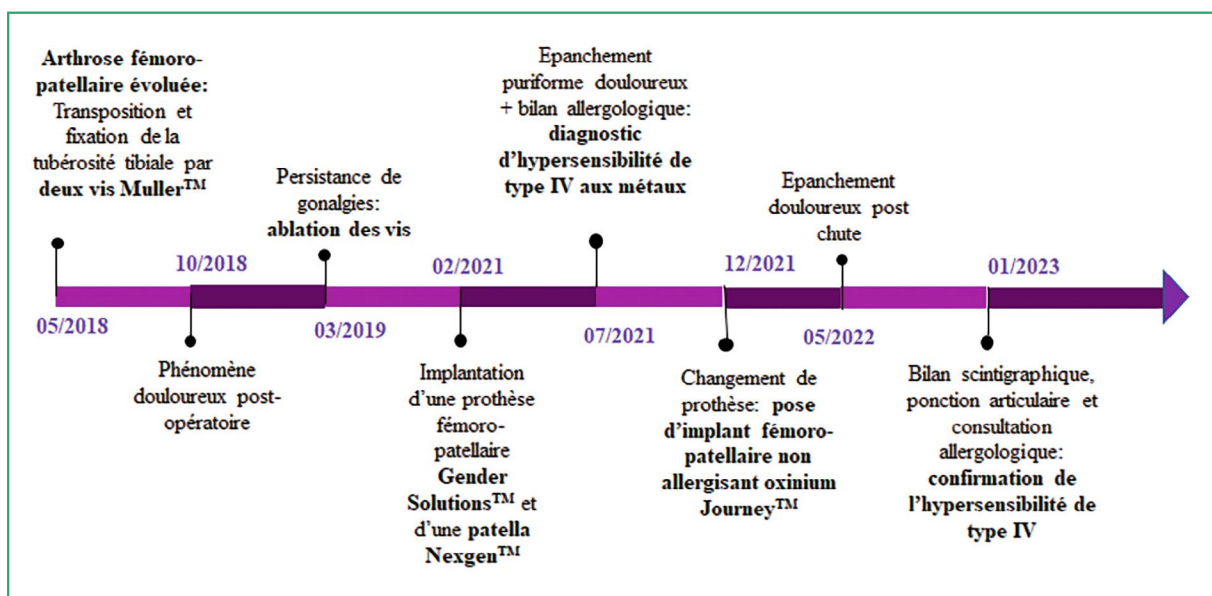 Arthrose fémoro-
patellaire évoluée:
Transposition et
fixation de la
tubérosité tibiale par
deux vis Muller™
05/2018
10/2018
Phénomène
douloureux post-
opératoire
Persistance de
gonalgies:
ablation des vis
03/2019
02/2021
Implantation
d'une prothèse
fémoro-
patellaire
Gender
Solutions™ et
d'une patella
Nexgen™
Epanchement
puriforme douloureux
+ bilan allergologique:
diagnostic
d'hypersensibilité de
type IV aux métaux
07/2021
12/2021
Changement de
prothèse: pose
d'implant fémoro-
patellaire non
allergisant oxinium
Journey™
Epanchement
douloureux post
chute
05/2022
01/2023
Bilan scintigraphique,
ponction articulaire et
consultation
allergologique:
confirmation de
l'hypersensibilité de
type IV